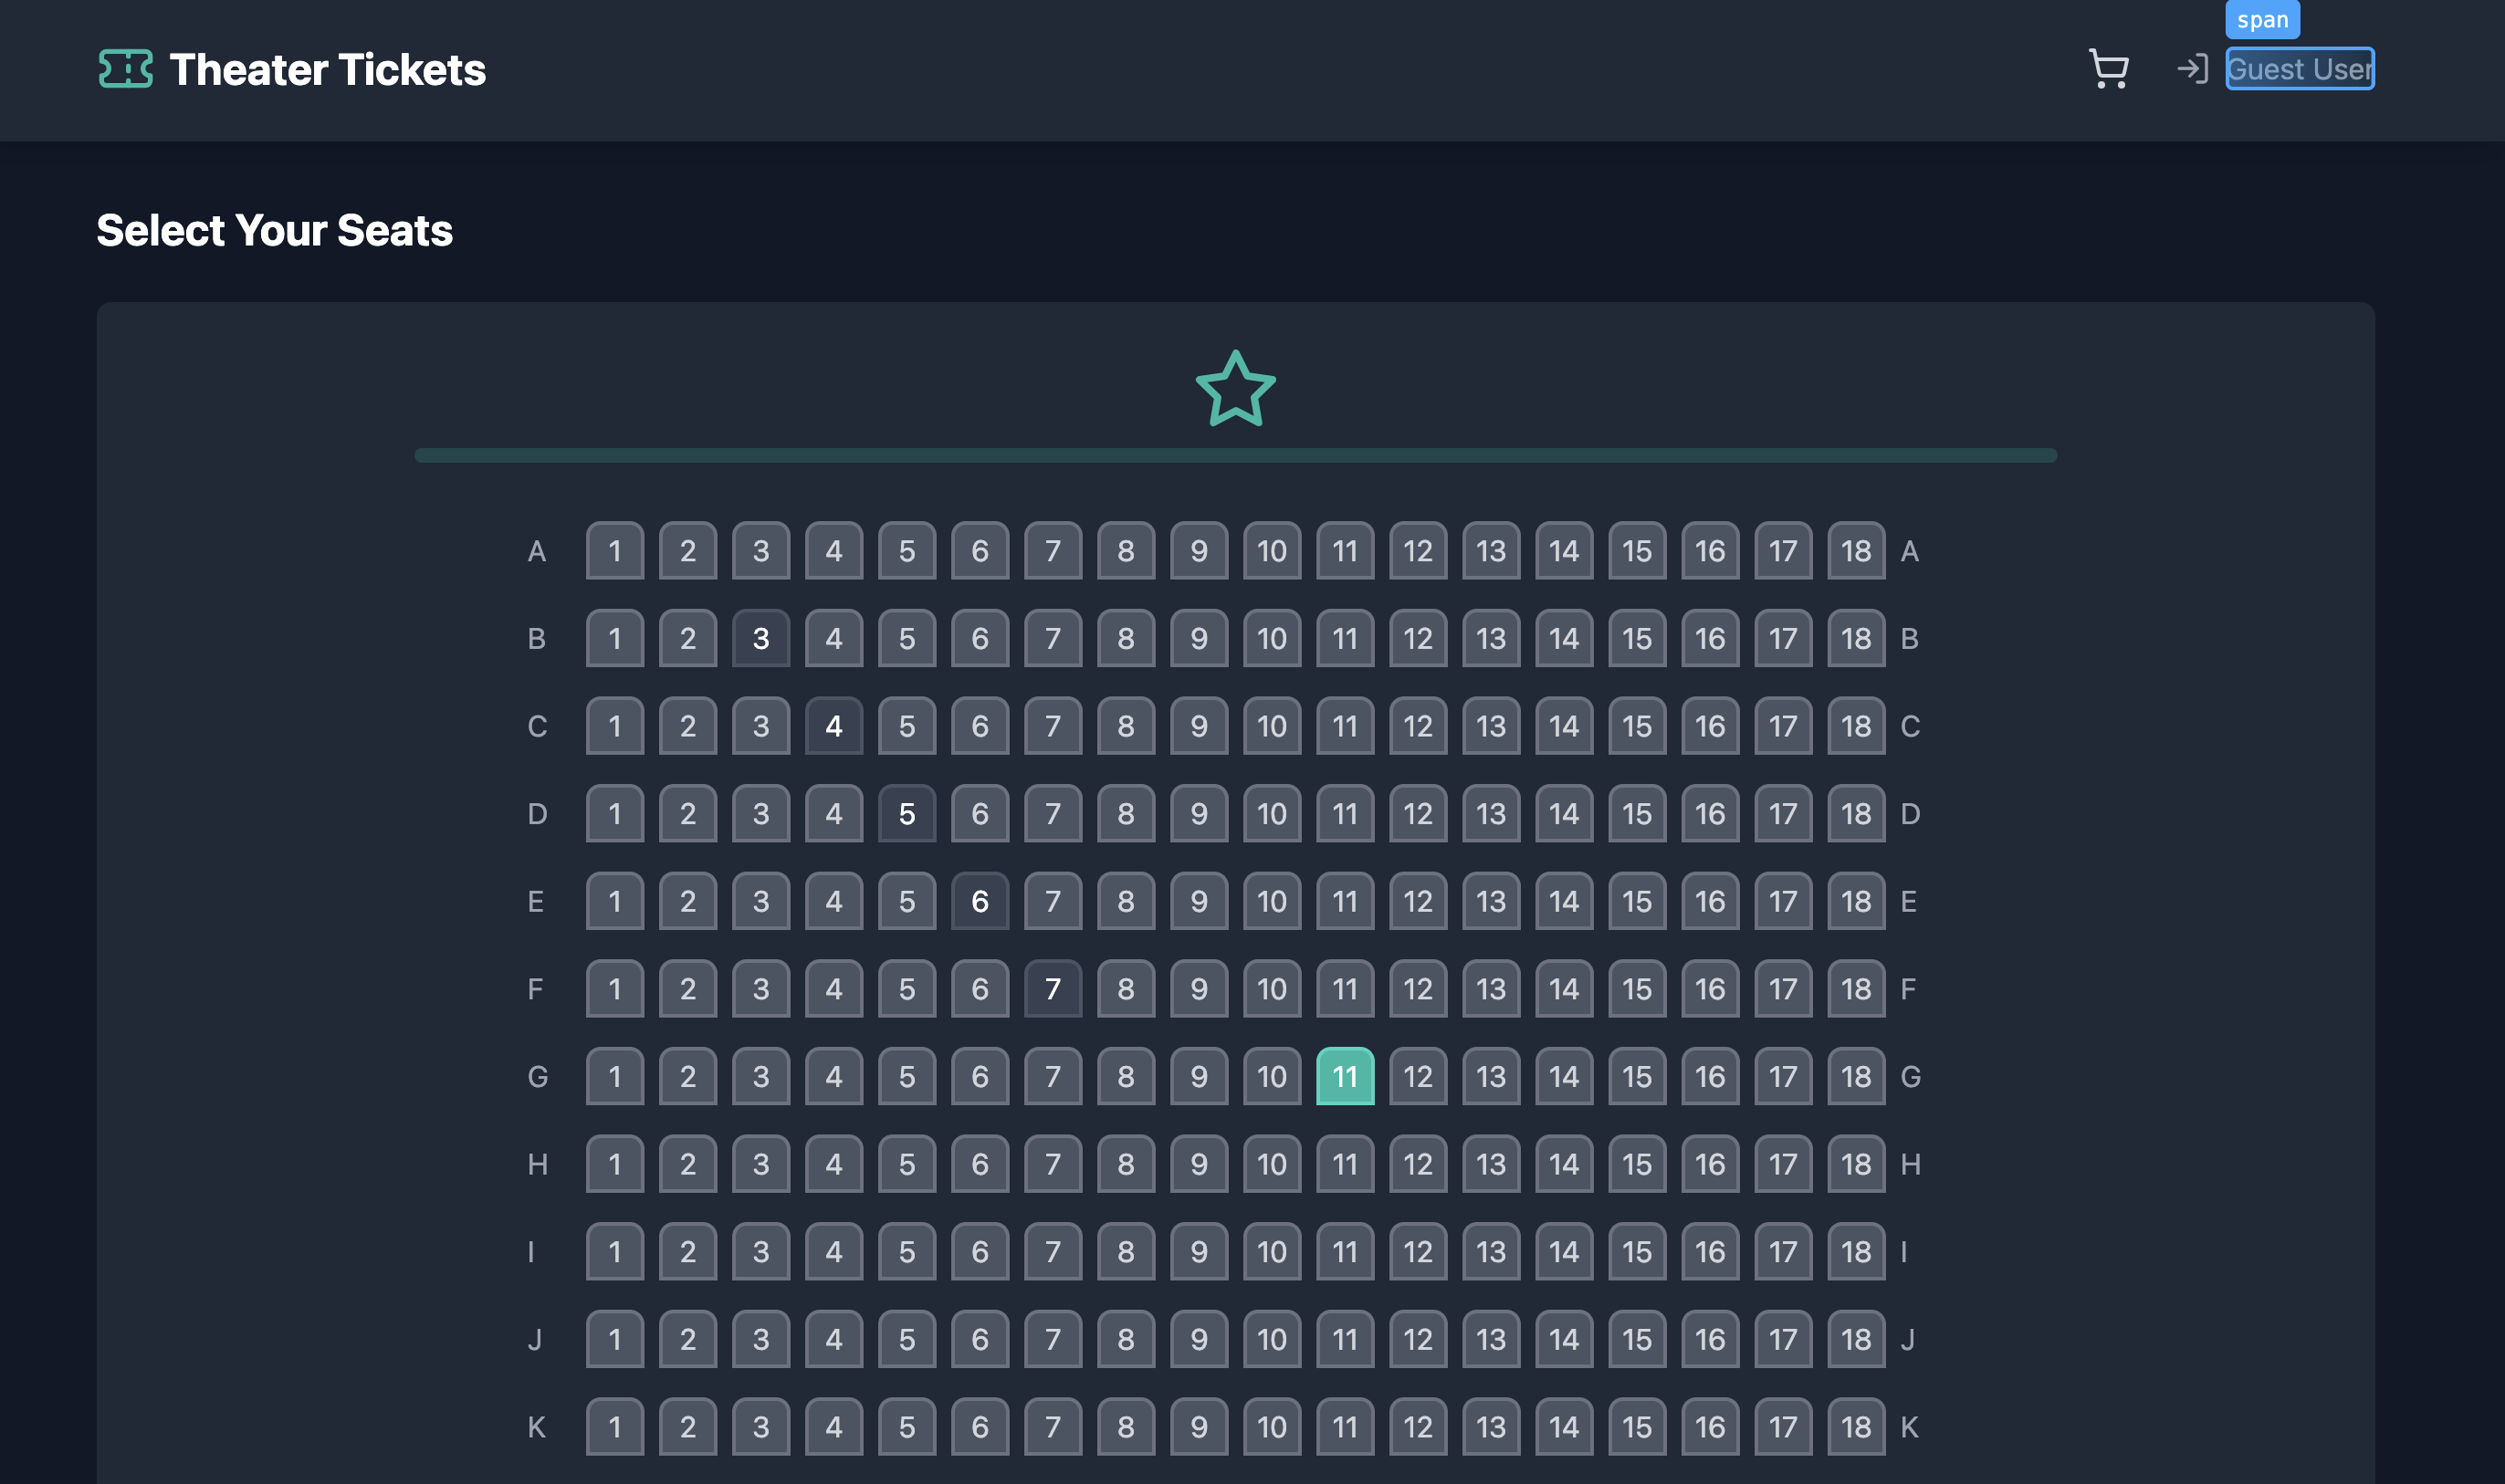 span
Theater Tickets Guest User
Select Your Seats
A 1 2 3 4 5 6 7 8 9 10 11 12 13 14 15 16 17 18 A
B 1 2 3 4 5 6 7 8 9 10 11 12 13 14 15 16 17 18 B
C 1 2 3 4 5 6 7 8 9 10 11 12 13 14 15 16 17 18 C
D 1 2 3 4 5 6 7 8 9 10 11 12 13 14 15 16 17 18 D
E 1 2 3 4 5 6 7 8 9 10 11 12 13 14 15 16 17 18 E
F 1 2 3 4 5 6 7 8 9 10 11 12 13 14 15 16 17 18 F
G 1 2 3 4 5 6 7 8 9 10 11 12 13 14 15 16 17 18 G
H 1 2 3 4 5 6 7 8 9 10 11 12 13 14 15 16 17 18 H
I 1 2 3 4 5 6 7 8 9 10 11 12 13 14 15 16 17 18 I
J 1 2 3 4 5 6 7 8 9 10 11 12 13 14 15 16 17 18 J
K 1 2 3 4 5 6 7 8 9 10 11 12 13 14 15 16 17 18 K